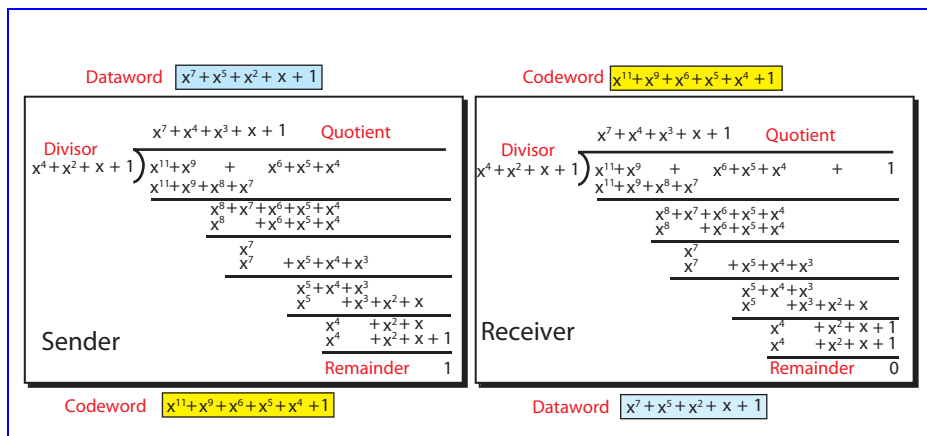 Dataword x⁷ + x⁵ + x² + x + 1
x⁷ + x⁴ + x³ + x + 1 Quotient
Divisor
x⁴ + x² + x + 1 x¹¹ + x⁹ + x⁶ + x⁵ + x⁴
x¹¹ + x⁹ + x⁸ + x⁷
x⁸ + x⁷ + x⁶ + x⁵ + x⁴
x⁸ + x⁶ + x⁵ + x⁴
x⁷
x⁷ + x⁵ + x⁴ + x³
x⁵ + x⁴ + x³
x⁵ + x³ + x² + x
x⁴ + x² + x
x⁴ + x² + x + 1
Sender
Remainder 1
Codeword x¹¹ + x⁹ + x⁶ + x⁵ + x⁴ + 1
Codeword x¹¹ + x⁹ + x⁶ + x⁵ + x⁴ + 1
x⁷ + x⁴ + x³ + x + 1 Quotient
Divisor
x⁴ + x² + x + 1 x¹¹ + x⁹ + x⁶ + x⁵ + x⁴ + 1
x¹¹ + x⁹ + x⁸ + x⁷
x⁸ + x⁷ + x⁶ + x⁵ + x⁴
x⁸ + x⁶ + x⁵ + x⁴
x⁷
x⁷ + x⁵ + x⁴ + x³
x⁵ + x⁴ + x³
x⁵ + x³ + x² + x
x⁴ + x² + x + 1
x⁴ + x² + x + 1
Receiver
Remainder 0
Dataword x⁷ + x⁵ + x² + x + 1